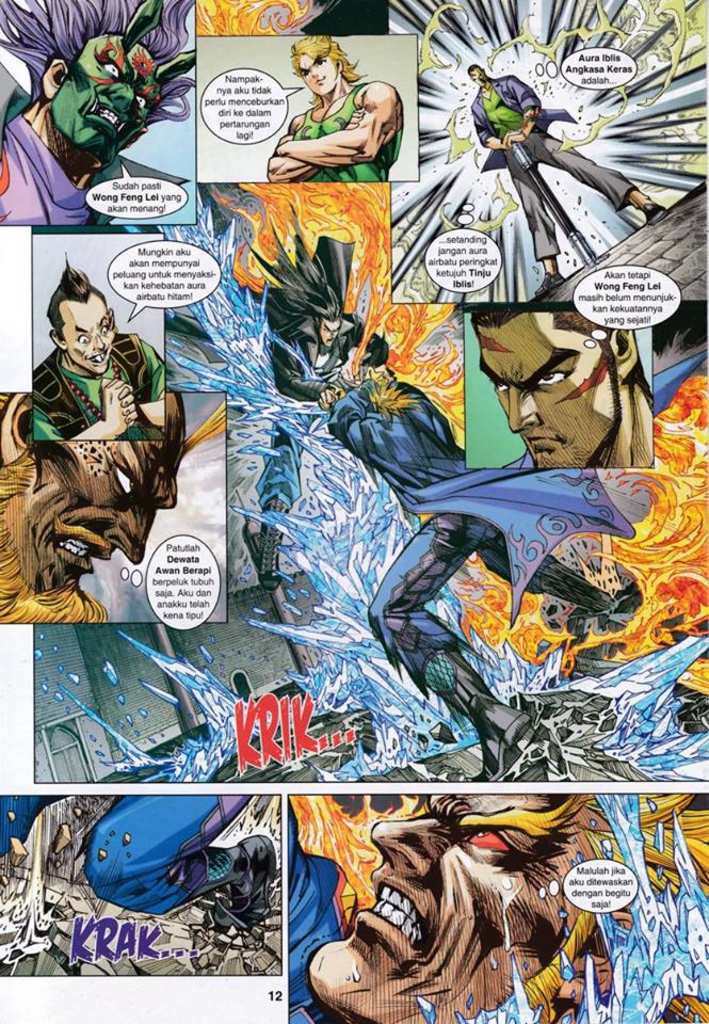 Sudah pasti
Wong Feng Lei yang
akan menang!
Nampak-
nya aku tak
perlu menceburkan
diri ke dalam
pertarungan
lagi!
Aura Iblis
Angkasa Keras
adalah...
...setanding
jangan aura
airbatu peringkat
ketujuh Tinju
Iblis!
Akan tetapi
Wong Feng Lei
masih belum menunjuk-
kan kekuatannya
yang sejati!
Mungkin aku
akan mempunyai
peluang untuk menyaksi-
kan kehebatan aura
airbatu hitam!
Patutlah
Dewata
Awan Berapi
berpeluk tubuh
saja. Aku dan
anakku telah
kena tipu!
KRIK...
KRAK...
Malulah jika
aku ditewaskan
dengan begitu
saja!
12